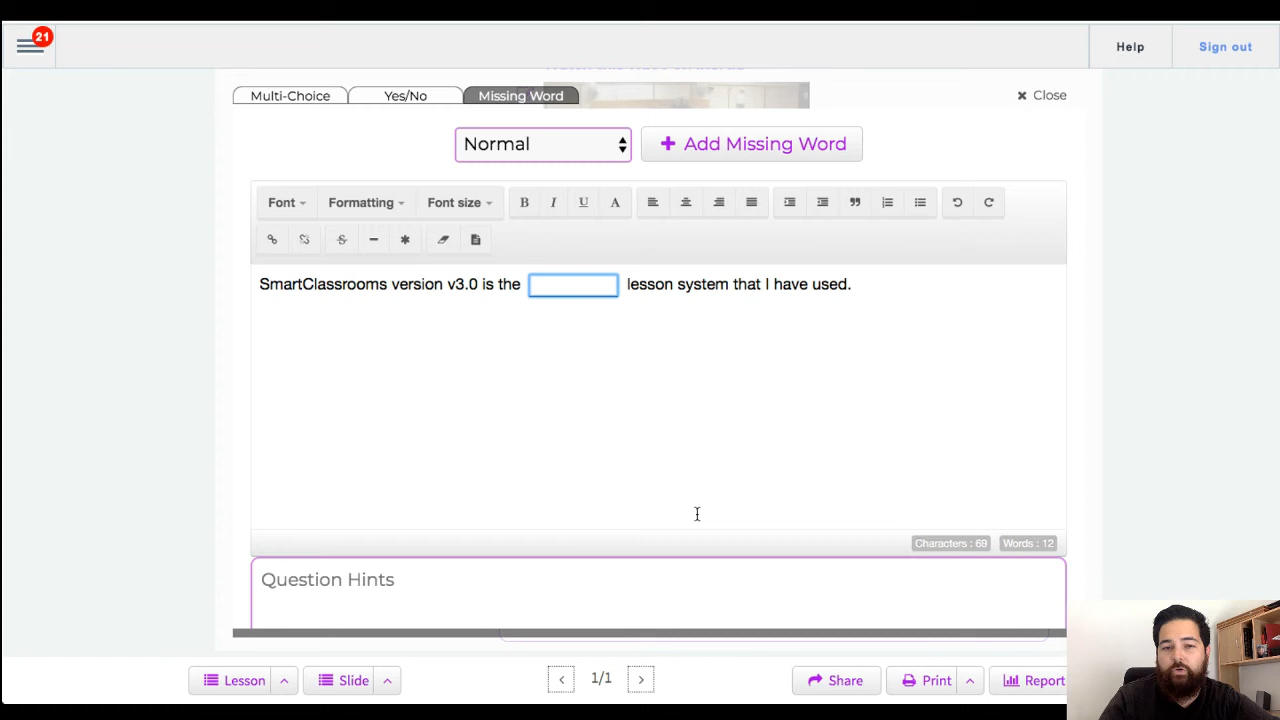 21
Help
Sign out
Multi-Choice
Yes/No
Missing Word
Close
Normal
Add Missing Word
Font
Formatting
Font size
B
I
U
A
S
SmartClassrooms version v3.0 is the lesson system that I have used.
Characters : 69
Words : 12
Question Hints
Lesson
Slide
1/1
Share
Print
Report